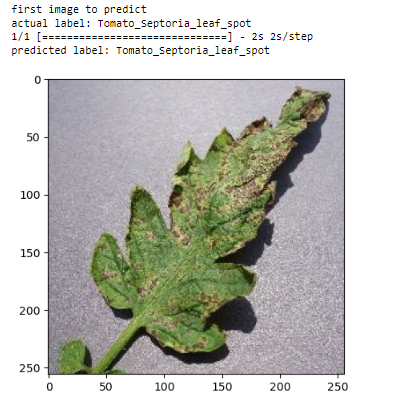 first image to predict
actual label: Tomato_Septoria_leaf_spot
1/1 [==============================] - 2s 2s/step
predicted label: Tomato_Septoria_leaf_spot
0
50
100
150
200
250
0 50 100 150 200 250